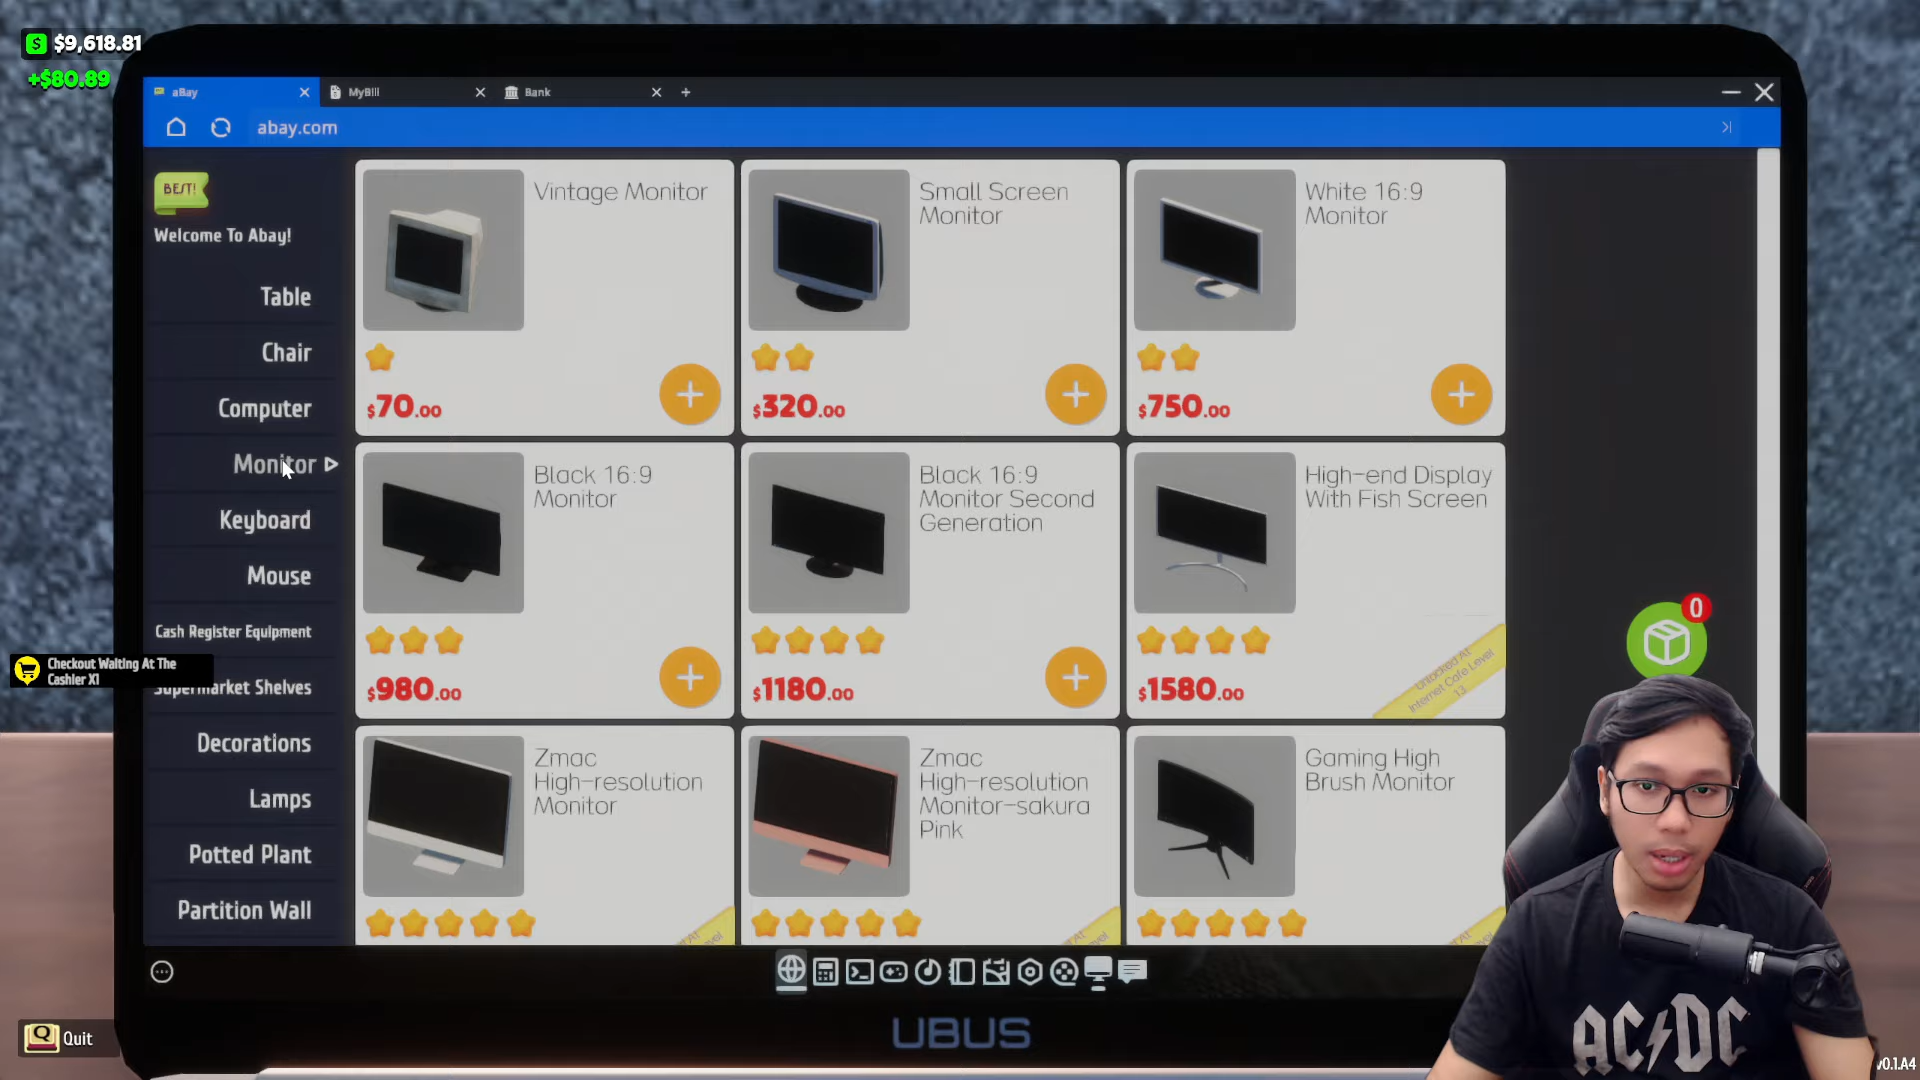 $ $9,618.81
+$80.89
aBay
MyBill
Bank
abay.com
BEST!
Welcome To Abay!
Table
Chair
Computer
Monitor
Keyboard
Mouse
Cash Register Equipment
Supermarket Shelves
Decorations
Lamps
Potted Plant
Partition Wall
Checkout Waiting At The
Cashier X1
Vintage Monitor
$70.00
Small Screen
Monitor
$320.00
White 16:9
Monitor
$750.00
Black 16:9
Monitor
$980.00
Black 16:9
Monitor Second
Generation
$1180.00
High-end Display
With Fish Screen
$1580.00
Unlocked At
Internet Cafe Level
13
Zmac
High-resolution
Monitor
Zmac
High-resolution
Monitor-sakura
Pink
Gaming High
Brush Monitor
0
UBUS
Q Quit
AC DC
v0.1.A4